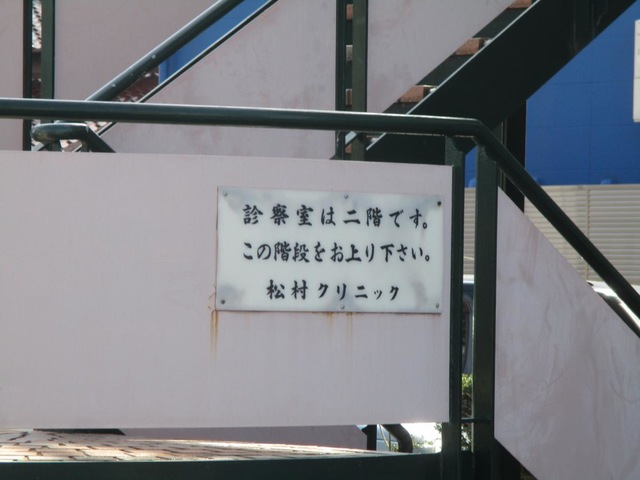 診察室は二階です。
この階段をお上り下さい。
松村クリニック